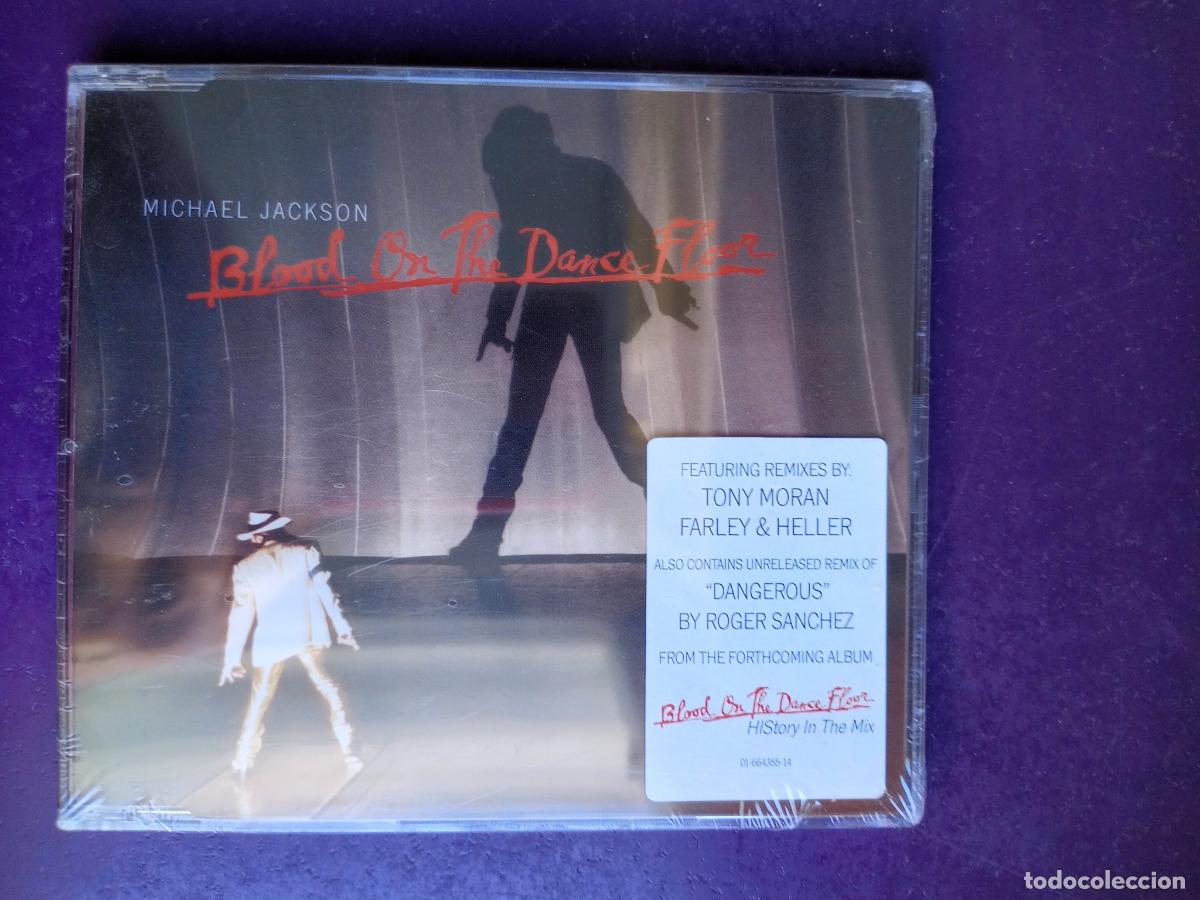 MICHAEL JACKSON
Blood On The Dance Floor
FEATURING REMIXES BY:
TONY MORAN
FARLEY & HELLER
ALSO CONTAINS UNRELEASED REMIX OF
"DANGEROUS"
BY ROGER SANCHEZ
FROM THE FORTHCOMING ALBUM
Blood On The Dance Floor
HIStory In The Mix
01-664355-14
todocoleccion